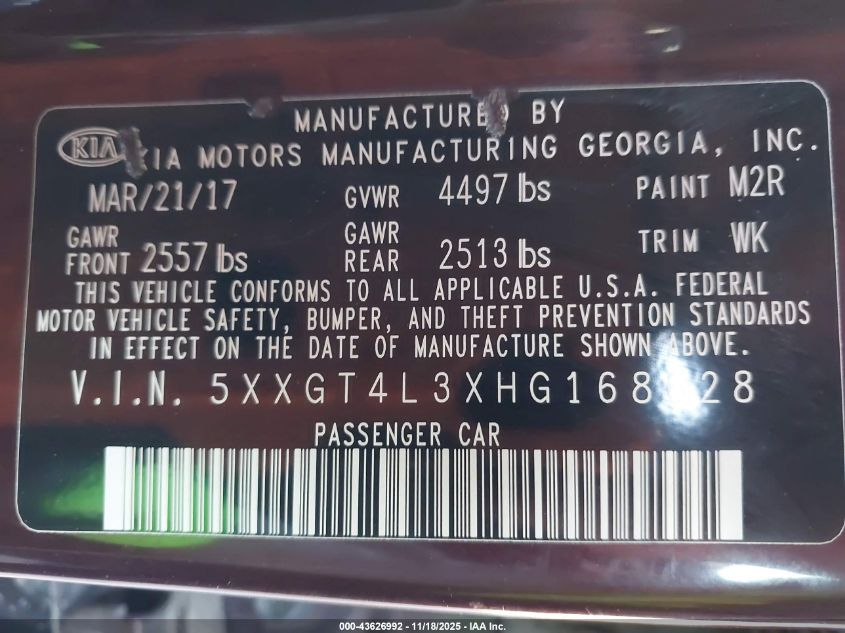 MANUFACTURED BY
KIA KIA MOTORS MANUFACTURING GEORGIA, INC.
MAR/21/17 GVWR 4497 lbs PAINT M2R
GAWR FRONT 2557 lbs GAWR REAR 2513 lbs TRIM WK
THIS VEHICLE CONFORMS TO ALL APPLICABLE U.S.A. FEDERAL
MOTOR VEHICLE SAFETY, BUMPER, AND THEFT PREVENTION STANDARDS
IN EFFECT ON THE DATE OF MANUFACTURE SHOWN ABOVE.
V.I.N.
PASSENGER CAR
000-43626992 - 11/18/2025 - IAA Inc.